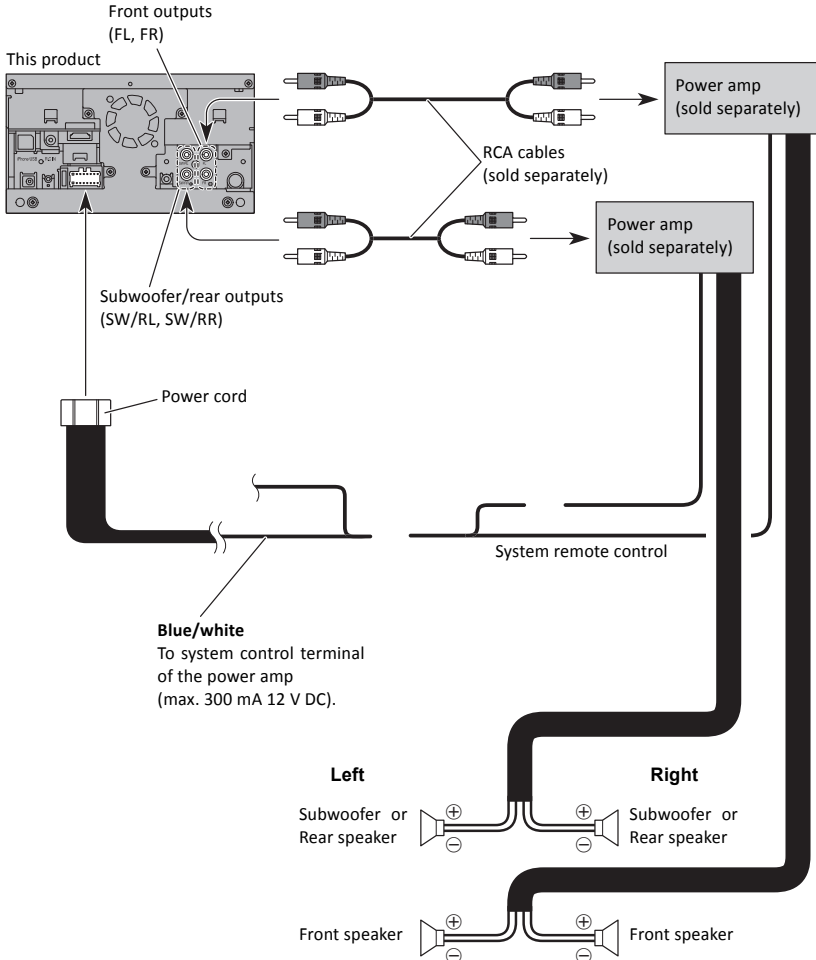 Front outputs
(FL, FR)
This product
Power amp
(sold separately)
RCA cables
(sold separately)
Power amp
(sold separately)
Subwoofer/rear outputs
(SW/RL, SW/RR)
Power cord
System remote control
Blue/white
To system control terminal
of the power amp
(max. 300 mA 12 V DC).
Left
Right
Subwoofer or
Rear speaker
⊕
⊖
⊕
⊖
Subwoofer or
Rear speaker
Front speaker
⊕
⊖
⊕
⊖
Front speaker